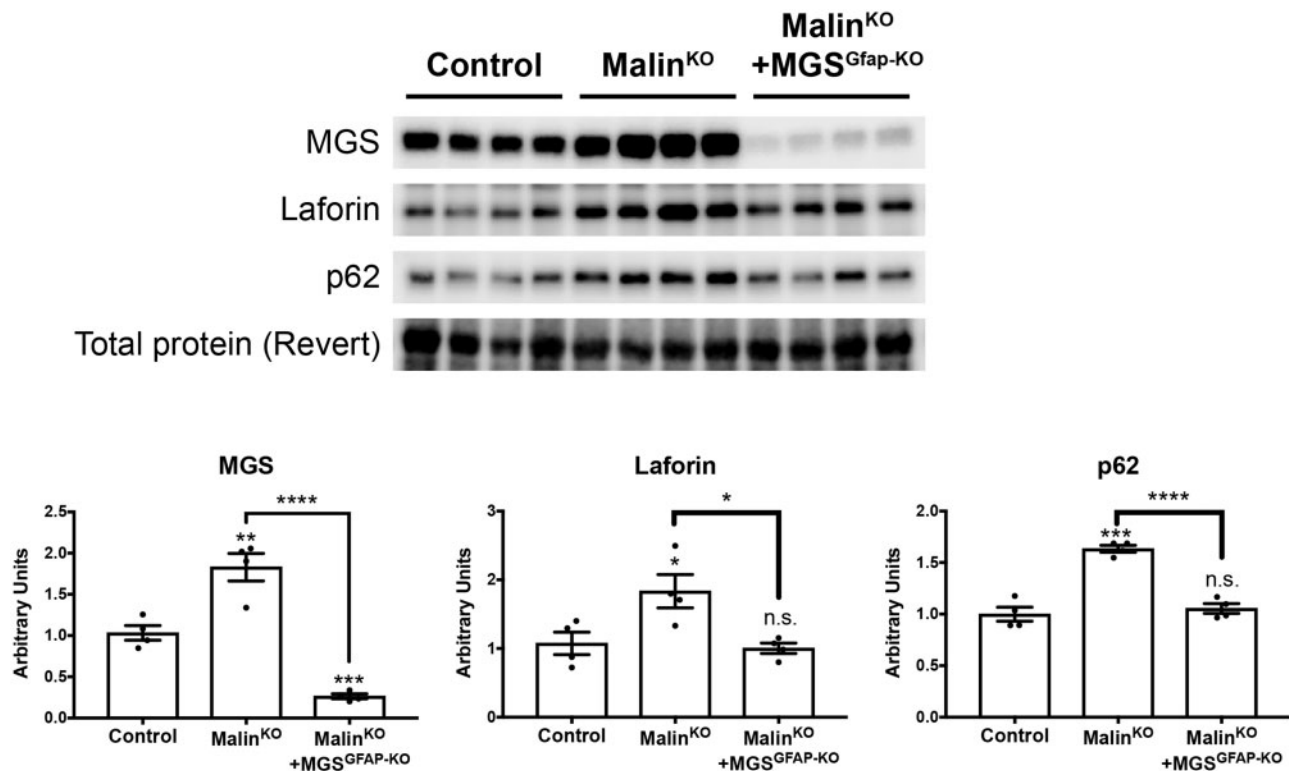 Malin^KO
Control Malin^KO +MGS^Gfap-KO
MGS
Laforin
p62
Total protein (Revert)
MGS
****
**
***
Arbitrary Units
2.5
2.0
1.5
1.0
0.5
0.0
Control Malin^KO Malin^KO
+MGS^GFAP-KO
Laforin
*
*
n.s.
Arbitrary Units
3
2
1
0
Control Malin^KO Malin^KO
+MGS^GFAP-KO
p62
****
***
n.s.
Arbitrary Units
2.0
1.5
1.0
0.5
0.0
Control Malin^KO Malin^KO
+MGS^GFAP-KO